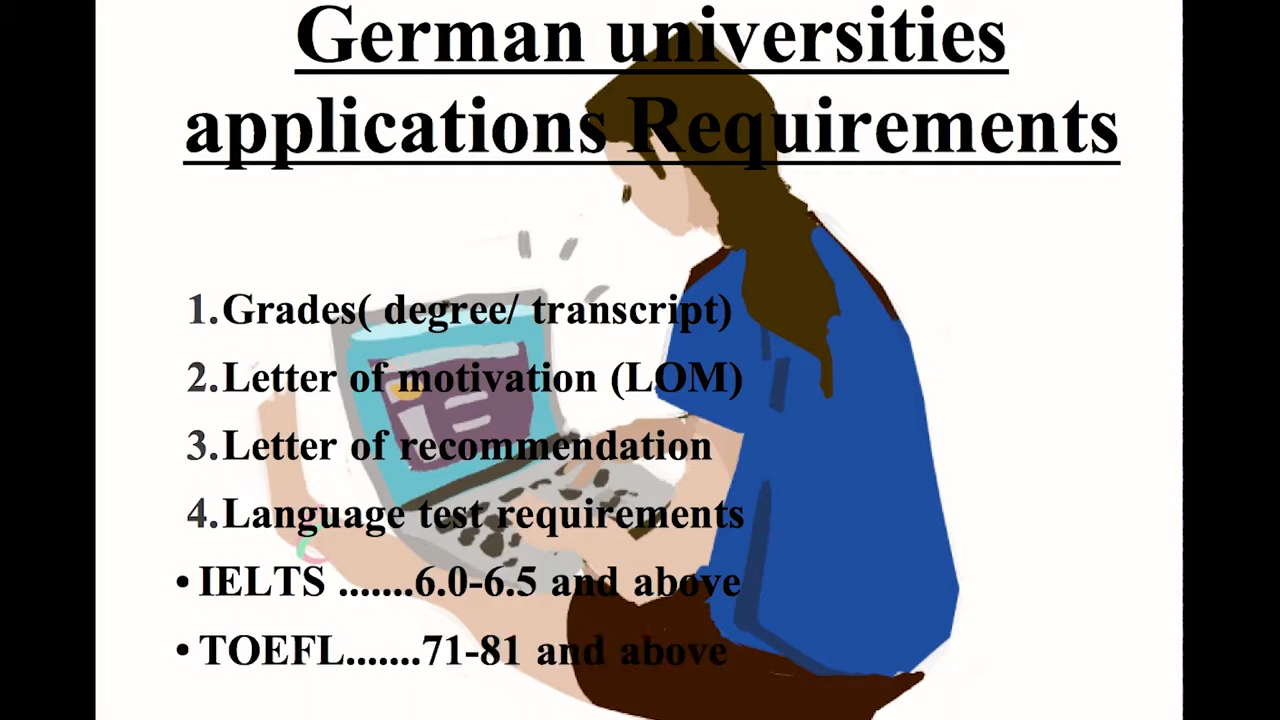 German universities
applications Requirements
1.Grades( degree/ transcript)
2.Letter of motivation (LOM)
3.Letter of recommendation
4.Language test requirements
•IELTS .......6.0-6.5 and above
•TOEFL.......71-81 and above